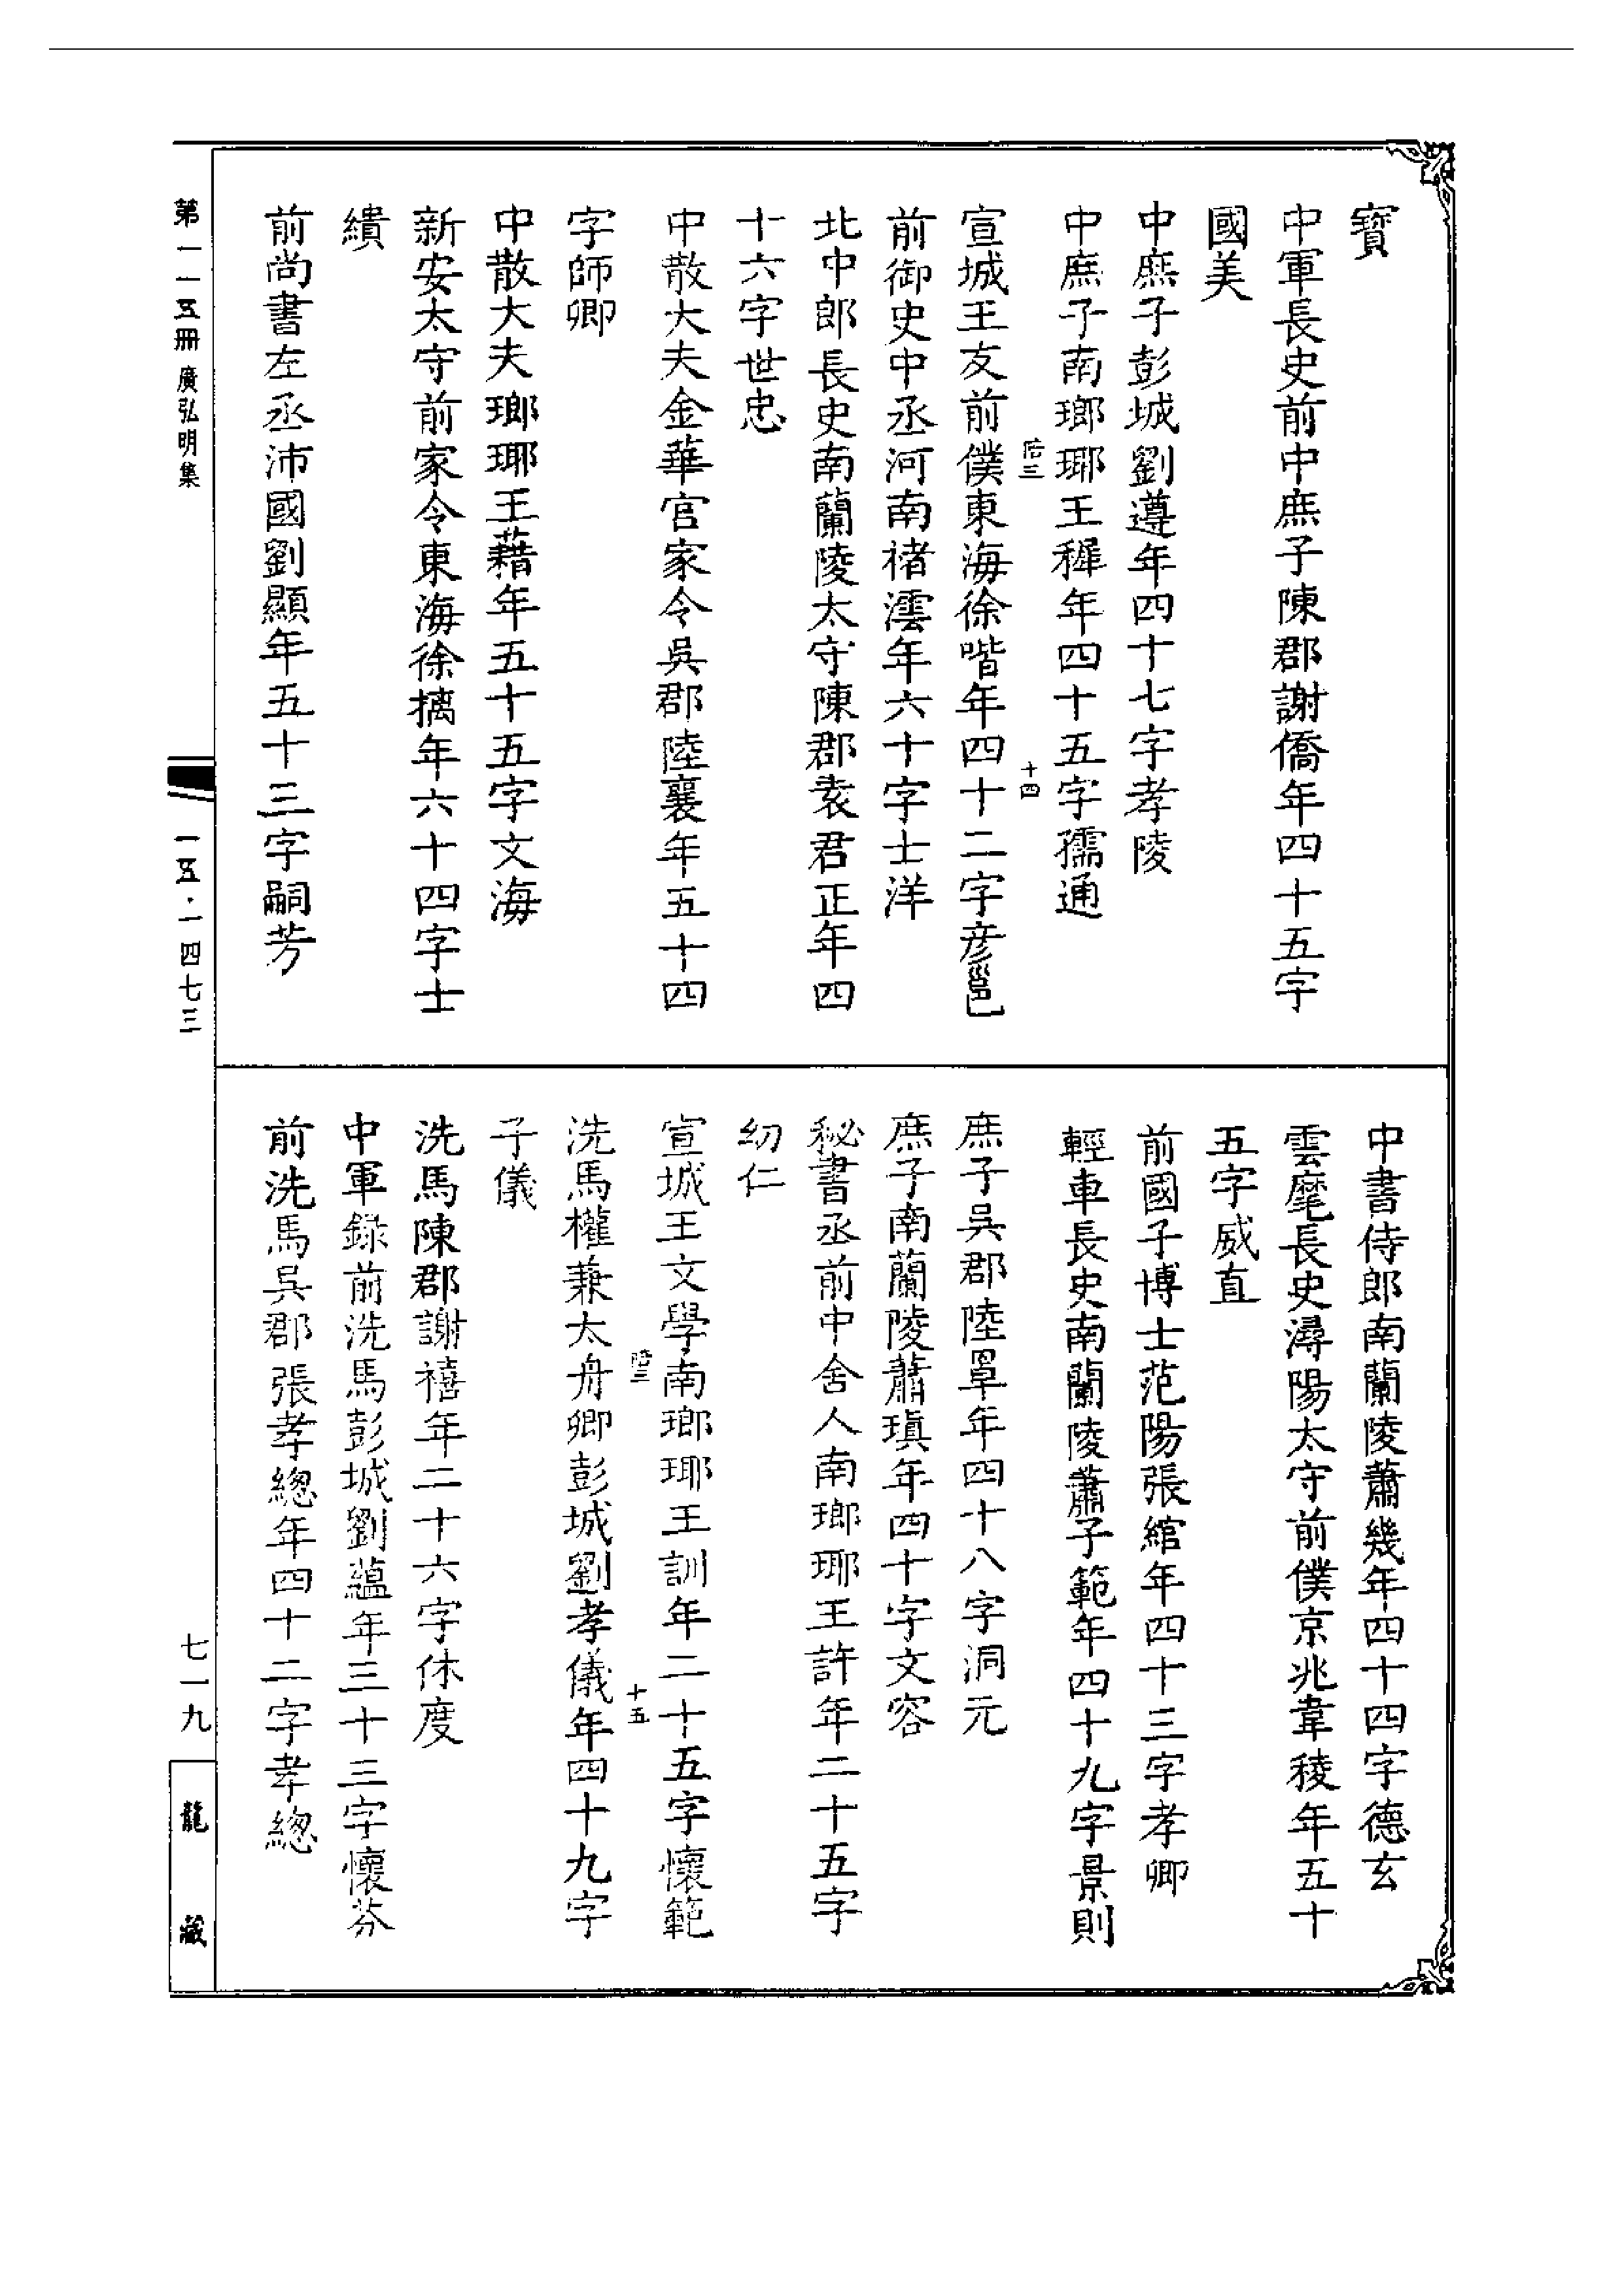 寶
中軍長史前中庶子陳郡謝僑年四十五字
國美
中庶子彭城劉遵年四十七字孝陵
中庶子南瑯琊王稺年四十五字孺通
宣城王友前僕東海徐喈年四十二字彦邕
前御史中丞河南褚澐年六十字士洋
北中郎長史南蘭陵太守陳郡袁君正年四
十六字世忠
中散大夫金華宫家令吳郡陸襄年五十四
字師卿
中散大夫瑯琊王藉年五十五字文海
新安太守前家令東海徐摛年六十四字士
繢
前尚書左丞沛國劉顯年五十三字嗣芳
十四
中書侍郎南蘭陵蕭幾年四十四字德玄
雲麾長史潯陽太守前僕京兆韋稜年五十
五字威直
前國子博士范陽張綰年四十三字孝卿
輕車長史南蘭陵蕭子範年四十九字景則
庶子吳郡陸罩年四十八字洞元
庶子南蘭陵蕭瑱年四十字文容
秘書丞前中舍人南瑯琊王許年二十五字
幼仁
宣城王文學南瑯琊王訓年二十五字懷範
洗馬權兼太舟卿彭城劉孝儀年四十九字
子儀
洗馬陳郡謝禧年二十六字休度
中軍録前洗馬彭城劉蘊年三十三字懷芬
前洗馬吳郡張孝總年四十二字孝總
十五
第一一五冊 廣弘明集
一一五·一四七三
七一九
龍藏